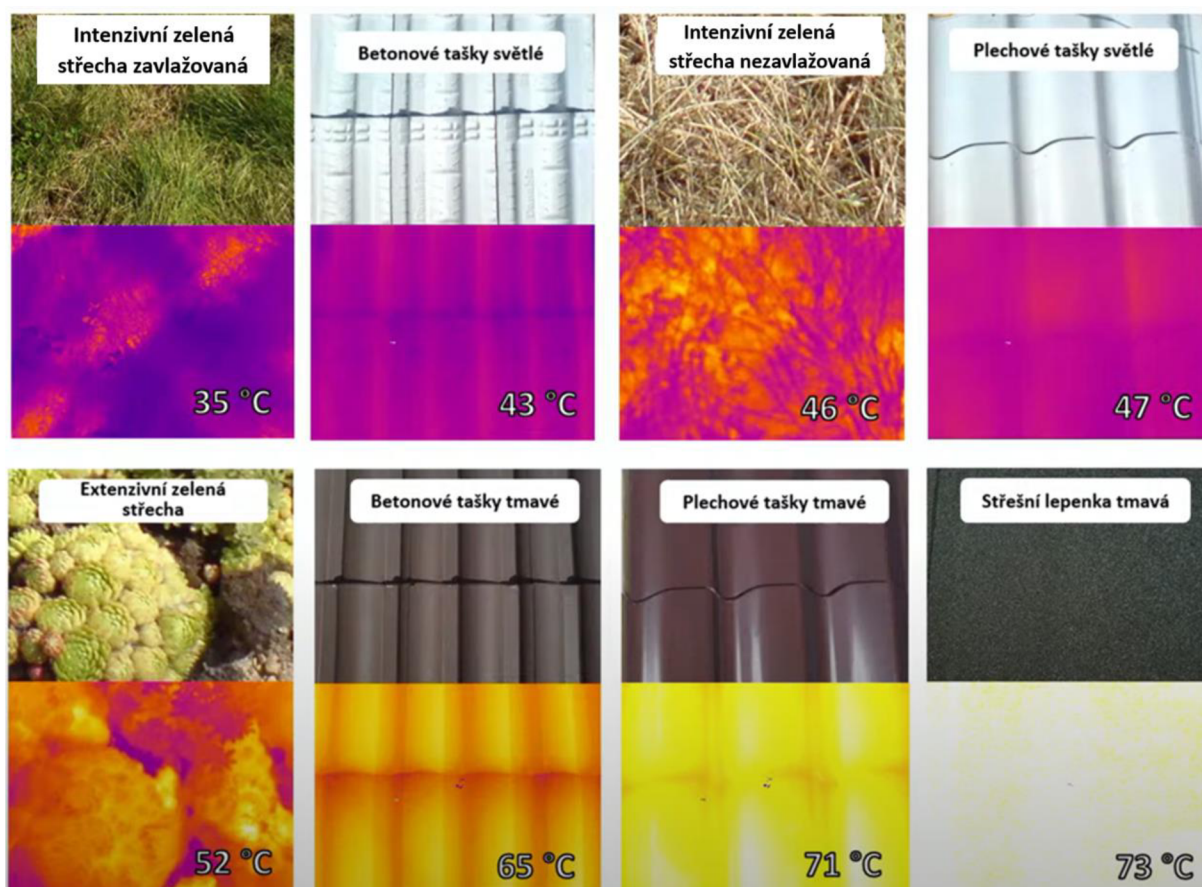 Intenzivní zelená
střecha zavlažovaná
Betonové tašky světlé
Intenzivní zelená
střecha nezavlažovaná
Plechové tašky světlé
35 °C
43 °C
46 °C
47 °C
Extenzivní zelená
střecha
Betonové tašky tmavé
Plechové tašky tmavé
Střešní lepenka tmavá
52 °C
65 °C
71 °C
73 °C